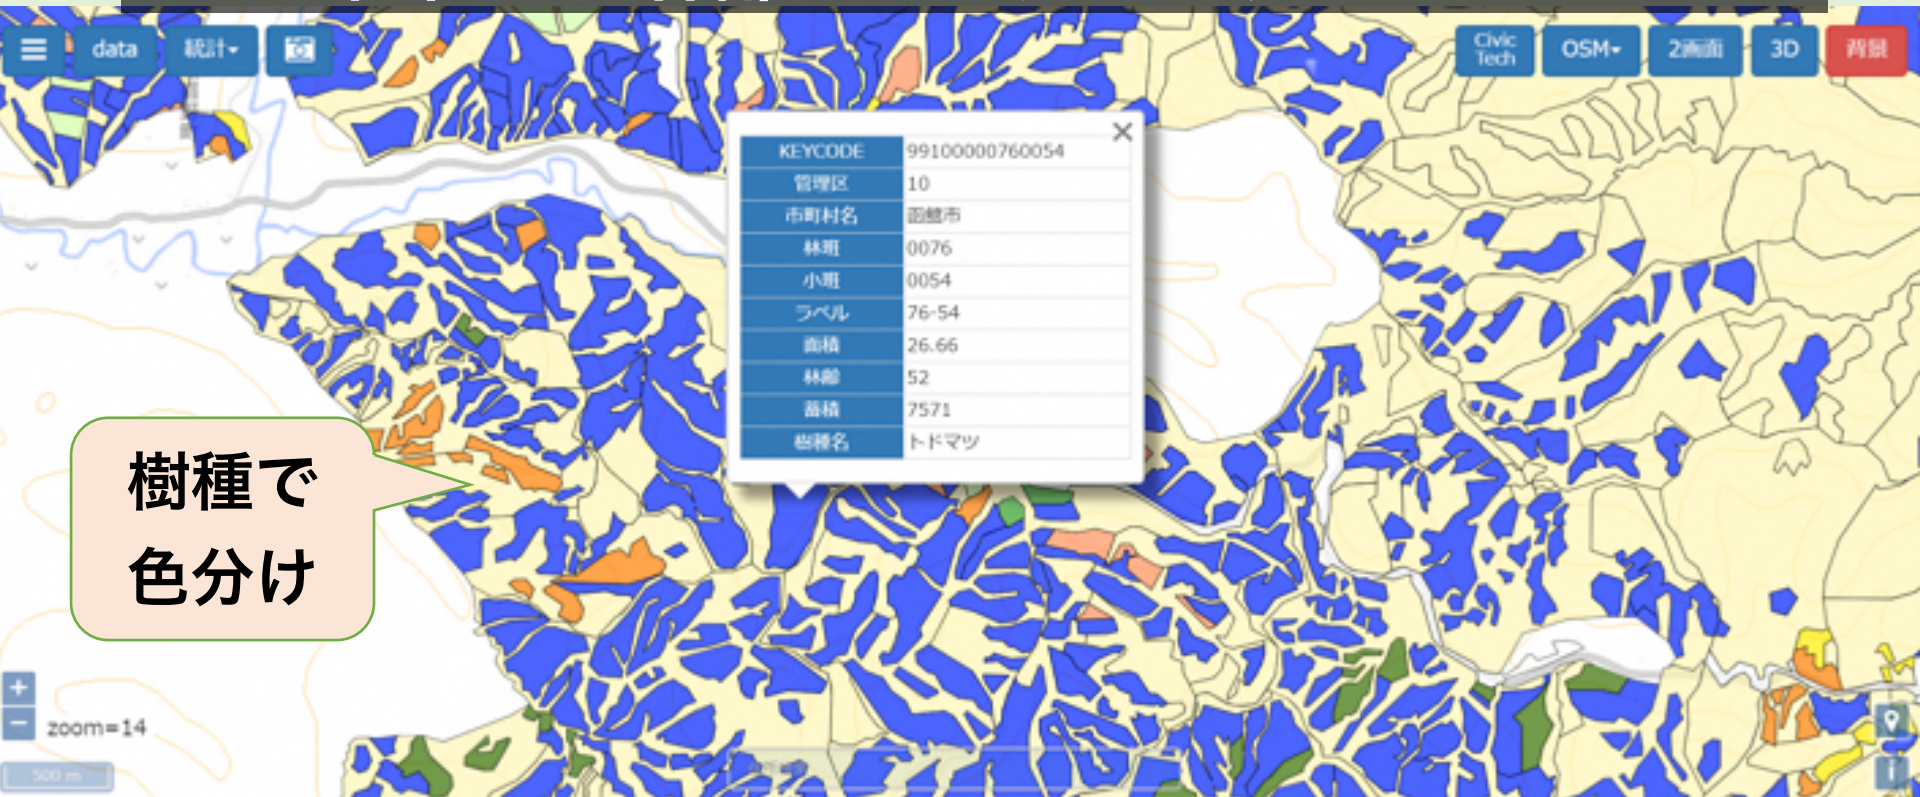 data
統計
Civic
Tech
OSM
2画面
3D
背景
KEYCODE 99100000760054
管理区 10
市町村名 函館市
林班 0076
小班 0054
ラベル 76-54
面積 26.66
林齢 52
蓄積 7571
樹種名 トドマツ
樹種で
色分け
+
−
zoom=14
500 m